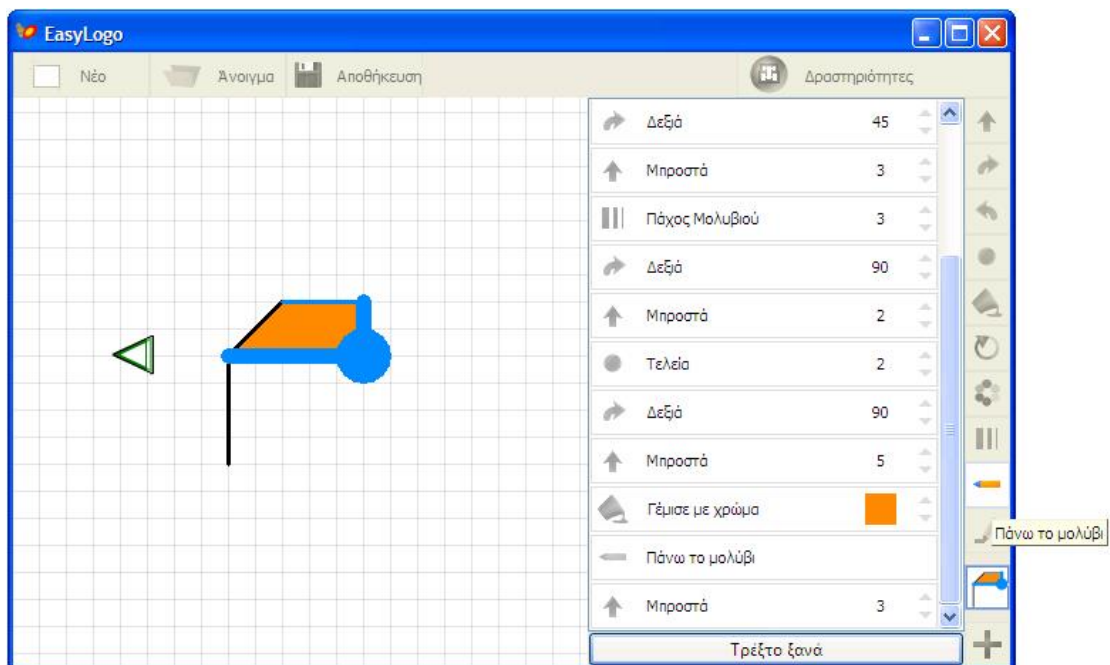 EasyLogo
Νέο Άνοιγμα Αποθήκευση Δραστηριότητες
Δεξιά 45
Μπροστά 3
Πάχος Μολυβιού 3
Δεξιά 90
Μπροστά 2
Τελεία 2
Δεξιά 90
Μπροστά 5
Γέμισε με χρώμα
Πάνω το μολύβι
Πάνω το μολύβι
Μπροστά 3
Τρέξτο ξανά